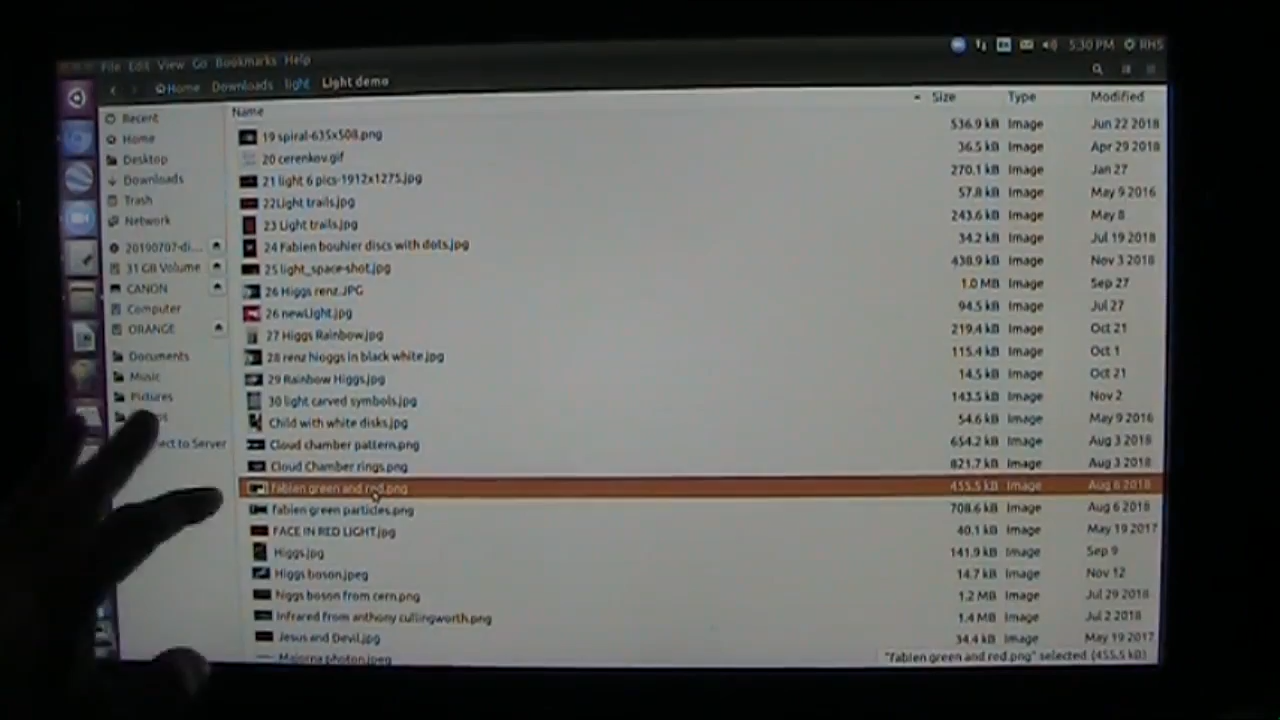 File Edit View Go Bookmarks Help
5:30 PM RHS
Home Downloads light Light demo
Name Size Type Modified
Recent
Home
Desktop
Downloads
Trash
Network
20190707-di...
31 GB Volume
CANON
Computer
ORANGE
Documents
Music
Pictures
ect to Server
19 spiral-635x508.png 536.9 kB Image Jun 22 2018
20 cerenkov.gif 36.5 kB Image Apr 29 2018
21 light 6 pics-1912x1275.jpg 270.1 kB Image Jan 27
22Light trails.jpg 57.8 kB Image May 9 2016
23 Light trails.jpg 243.6 kB Image May 8
24 Fabien bouhier discs with dots.jpg 34.2 kB Image Jul 19 2018
25 light_space-shot.jpg 438.9 kB Image Nov 3 2018
26 Higgs renz.JPG 1.0 MB Image Sep 27
26 newLight.jpg 94.5 kB Image Jul 27
27 Higgs Rainbow.jpg 219.4 kB Image Oct 21
28 renz hioggs in black white.jpg 115.4 kB Image Oct 1
29 Rainbow Higgs.jpg 14.5 kB Image Oct 21
30 light carved symbols.jpg 143.5 kB Image Nov 2
Child with white disks.jpg 54.6 kB Image May 9 2016
Cloud chamber pattern.png 654.2 kB Image Aug 3 2018
Cloud Chamber rings.png 821.7 kB Image Aug 3 2018
fabien green and red.png 455.5 kB Image Aug 6 2018
fabien green particles.png 708.6 kB Image Aug 6 2018
FACE IN RED LIGHT.jpg 40.1 kB Image May 19 2017
Higgs.jpg 141.9 kB Image Sep 9
Higgs boson.jpeg 14.7 kB Image Nov 12
higgs boson from cern.png 1.2 MB Image Jul 29 2018
Infrared from anthony cullingworth.png 1.4 MB Image Jul 2 2018
Jesus and Devil.jpg 34.4 kB Image May 19 2017
Majorna photon.jpeg
"fabien green and red.png" selected (455.5 kB)